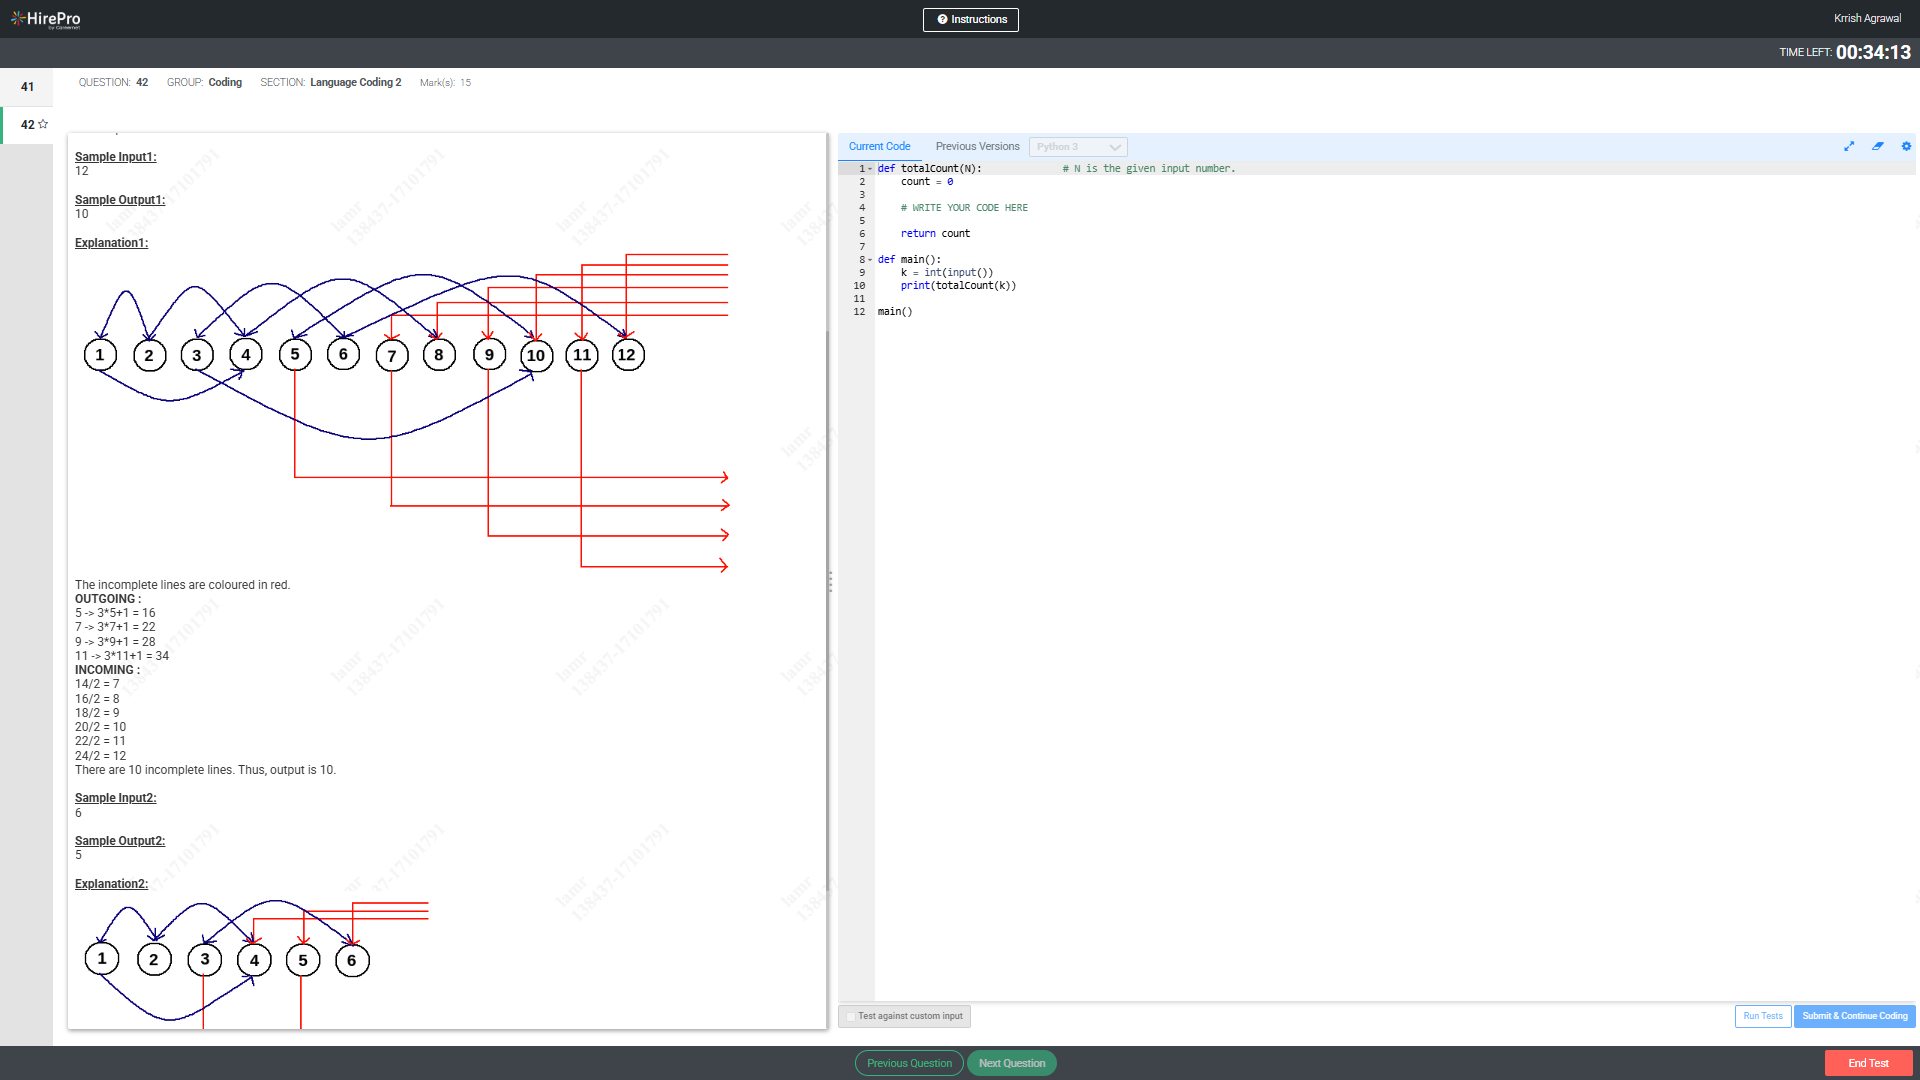 HirePro
by Careernet
Instructions
Krrish Agrawal
TIME LEFT: 00:34:13
41
42
QUESTION: 42 GROUP: Coding SECTION: Language Coding 2 Mark(s): 15
Sample Input1:
12
Sample Output1:
10
Explanation1:
1 2 3 4 5 6 7 8 9 10 11 12
The incomplete lines are coloured in red.
OUTGOING :
5 -> 3*5+1 = 16
7 -> 3*7+1 = 22
9 -> 3*9+1 = 28
11 -> 3*11+1 = 34
INCOMING :
14/2 = 7
16/2 = 8
18/2 = 9
20/2 = 10
22/2 = 11
24/2 = 12
There are 10 incomplete lines. Thus, output is 10.
Sample Input2:
6
Sample Output2:
5
Explanation2:
1 2 3 4 5 6
lamr
138437-17101791
Current Code Previous Versions Python 3
1 def totalCount(N): # N is the given input number.
2 count = 0
3
4 # WRITE YOUR CODE HERE
5
6 return count
7
8 def main():
9 k = int(input())
10 print(totalCount(k))
11
12 main()
Test against custom input
Run Tests
Submit & Continue Coding
Previous Question
Next Question
End Test